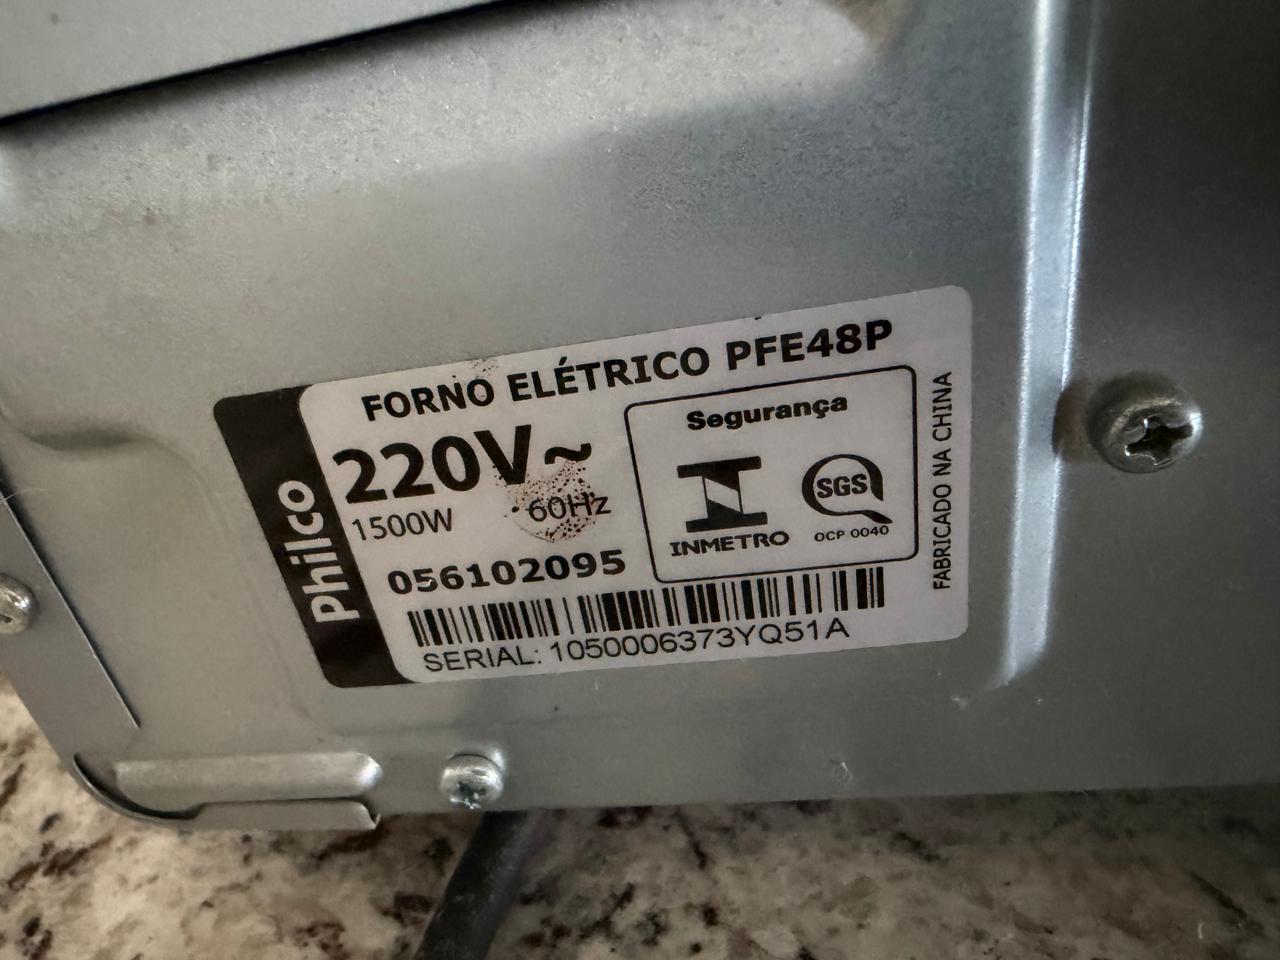 Philco
FORNO ELÉTRICO PFE48P
220V~
1500W 60Hz
056102095
SERIAL: 1050006373YQ51A
Segurança
INMETRO
SGS
OCP 0040
FABRICADO NA CHINA